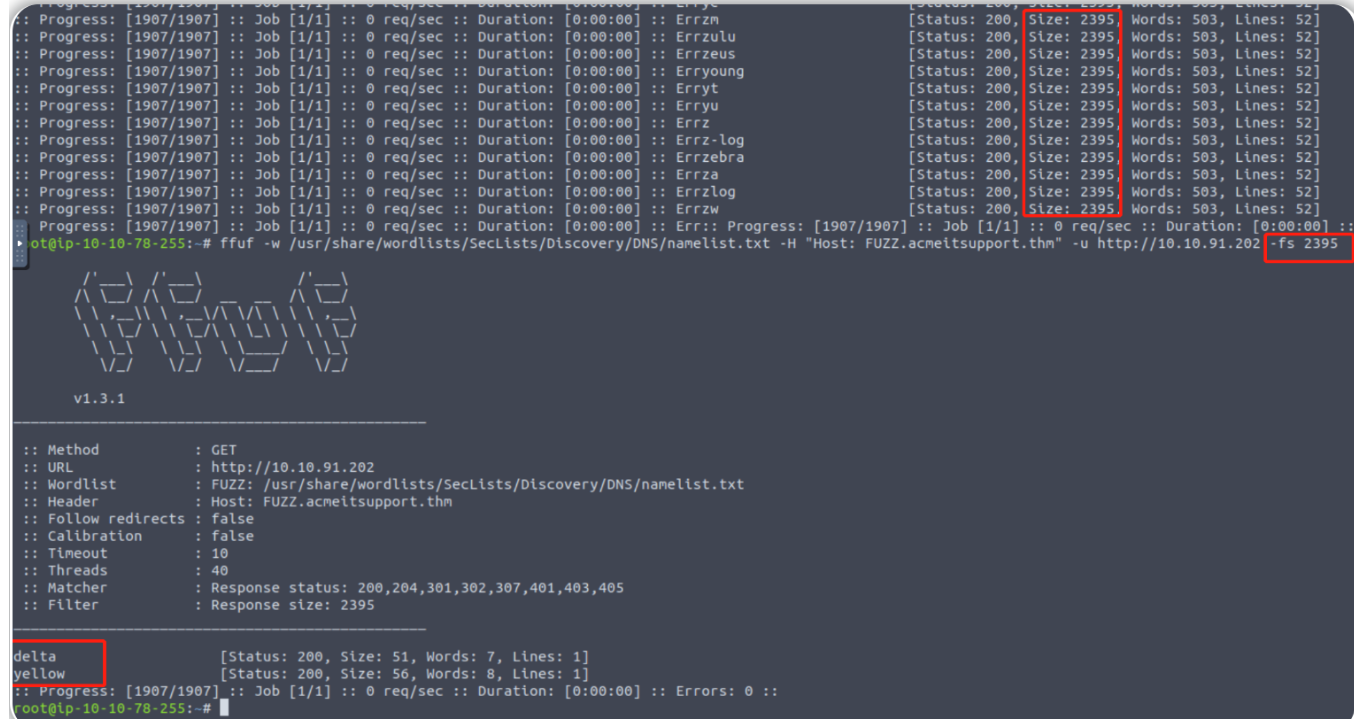 :: Progress: [1907/1907] :: Job [1/1] :: 0 req/sec :: Duration: [0:00:00] :: Errzm [Status: 200, Size: 2395, Words: 503, Lines: 52]
:: Progress: [1907/1907] :: Job [1/1] :: 0 req/sec :: Duration: [0:00:00] :: Errzulu [Status: 200, Size: 2395, Words: 503, Lines: 52]
:: Progress: [1907/1907] :: Job [1/1] :: 0 req/sec :: Duration: [0:00:00] :: Errzeus [Status: 200, Size: 2395, Words: 503, Lines: 52]
:: Progress: [1907/1907] :: Job [1/1] :: 0 req/sec :: Duration: [0:00:00] :: Erryoung [Status: 200, Size: 2395, Words: 503, Lines: 52]
:: Progress: [1907/1907] :: Job [1/1] :: 0 req/sec :: Duration: [0:00:00] :: Erryt [Status: 200, Size: 2395, Words: 503, Lines: 52]
:: Progress: [1907/1907] :: Job [1/1] :: 0 req/sec :: Duration: [0:00:00] :: Erryu [Status: 200, Size: 2395, Words: 503, Lines: 52]
:: Progress: [1907/1907] :: Job [1/1] :: 0 req/sec :: Duration: [0:00:00] :: Errz [Status: 200, Size: 2395, Words: 503, Lines: 52]
:: Progress: [1907/1907] :: Job [1/1] :: 0 req/sec :: Duration: [0:00:00] :: Errz-log [Status: 200, Size: 2395, Words: 503, Lines: 52]
:: Progress: [1907/1907] :: Job [1/1] :: 0 req/sec :: Duration: [0:00:00] :: Errzebra [Status: 200, Size: 2395, Words: 503, Lines: 52]
:: Progress: [1907/1907] :: Job [1/1] :: 0 req/sec :: Duration: [0:00:00] :: Errza [Status: 200, Size: 2395, Words: 503, Lines: 52]
:: Progress: [1907/1907] :: Job [1/1] :: 0 req/sec :: Duration: [0:00:00] :: Errzlog [Status: 200, Size: 2395, Words: 503, Lines: 52]
:: Progress: [1907/1907] :: Job [1/1] :: 0 req/sec :: Duration: [0:00:00] :: Errzw [Status: 200, Size: 2395, Words: 503, Lines: 52]
Progress: [1907/1907] :: Job [1/1] :: 0 req/sec :: Duration: [0:00:00] :: Err:: Progress: [1907/1907] :: Job [1/1] :: 0 req/sec :: Duration: [0:00:00] ::
ot@ip-10-10-78-255:~# ffuf -w /usr/share/wordlists/SecLists/Discovery/DNS/namelist.txt -H "Host: FUZZ.acmeitsupport.thm" -u http://10.10.91.202 -fs 2395
v1.3.1
:: Method : GET
:: URL : http://10.10.91.202
:: Wordlist : FUZZ: /usr/share/wordlists/SecLists/Discovery/DNS/namelist.txt
:: Header : Host: FUZZ.acmeitsupport.thm
:: Follow redirects : false
:: Calibration : false
:: Timeout : 10
:: Threads : 40
:: Matcher : Response status: 200,204,301,302,307,401,403,405
:: Filter : Response size: 2395
delta [Status: 200, Size: 51, Words: 7, Lines: 1]
yellow [Status: 200, Size: 56, Words: 8, Lines: 1]
:: Progress: [1907/1907] :: Job [1/1] :: 0 req/sec :: Duration: [0:00:00] :: Errors: 0 ::
root@ip-10-10-78-255:~#